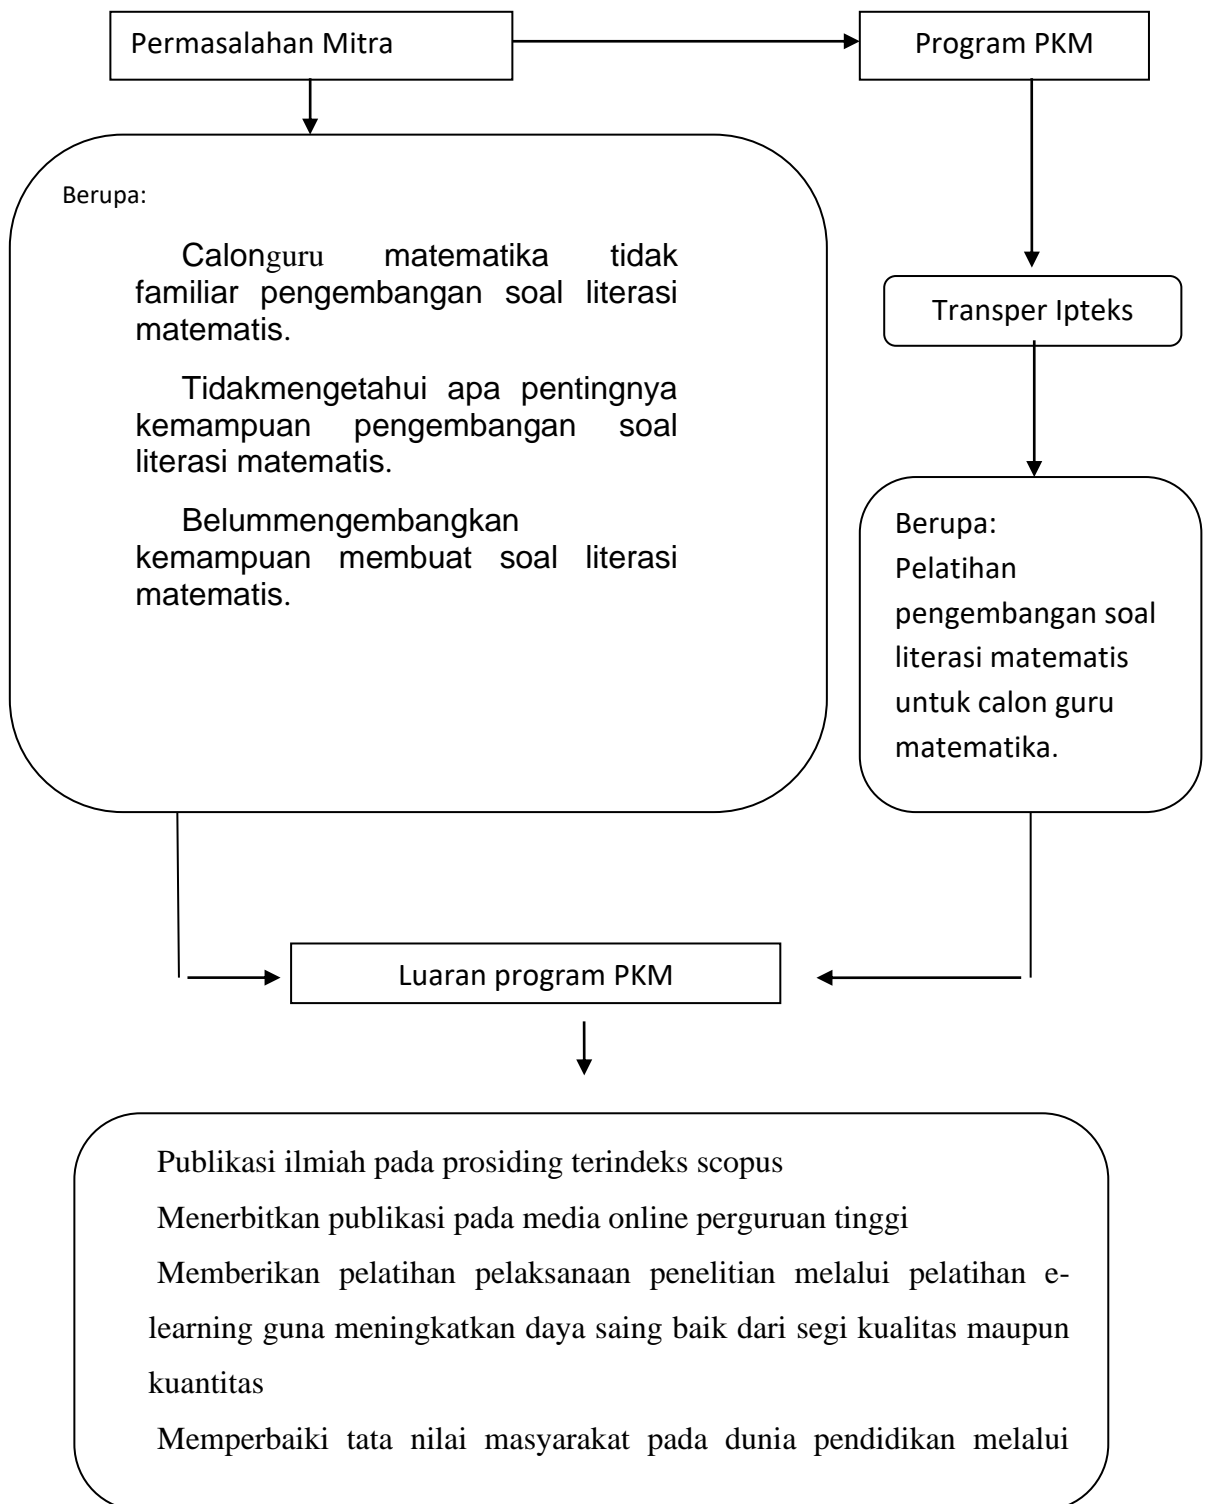 Permasalahan Mitra
Program PKM
Berupa:
Calonguru matematika tidak
familiar pengembangan soal literasi
matematis.
Tidakmengetahui apa pentingnya
kemampuan pengembangan soal
literasi matematis.
Belummengembangkan
kemampuan membuat soal literasi
matematis.
Transper Ipteks
Berupa:
Pelatihan
pengembangan soal
literasi matematis
untuk calon guru
matematika.
Luaran program PKM
Publikasi ilmiah pada prosiding terindeks scopus
Menerbitkan publikasi pada media online perguruan tinggi
Memberikan pelatihan pelaksanaan penelitian melalui pelatihan e-
learning guna meningkatkan daya saing baik dari segi kualitas maupun
kuantitas
Memperbaiki tata nilai masyarakat pada dunia pendidikan melalui